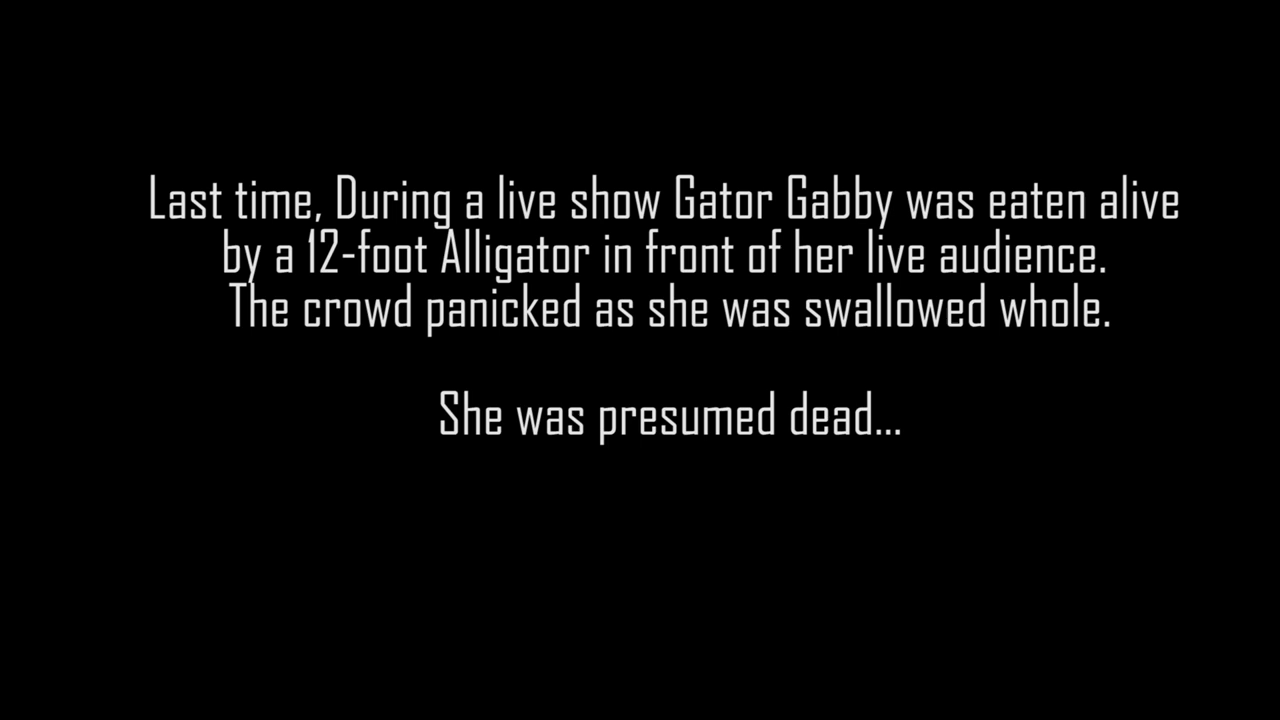 Last time, During a live show Gator Gabby was eaten alive
by a 12-foot Alligator in front of her live audience.
The crowd panicked as she was swallowed whole.
She was presumed dead...